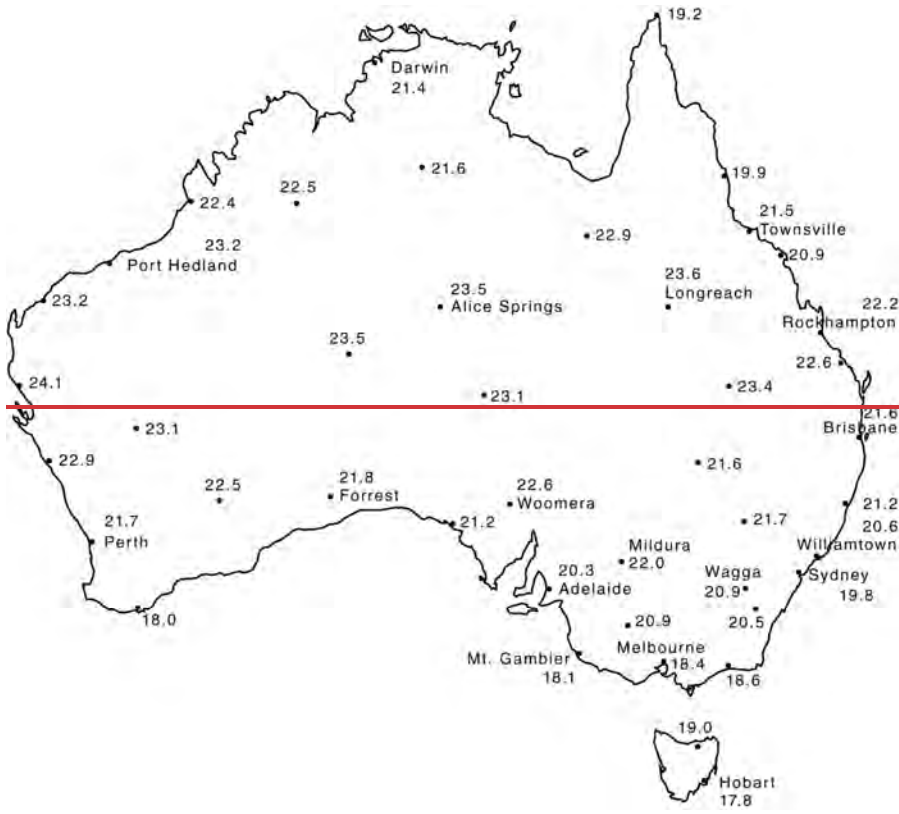 19.2
Darwin
21.4
21.6
19.9
22.5
22.4
21.5
Townsville
22.9
23.2
Port Hedland
20.9
23.5
Alice Springs
23.6
Longreach
23.2
22.2
Rockhampton
23.5
22.6
24.1
23.1
23.4
21.6
Brisbane
23.1
22.9
21.6
22.5
21.8
Forrest
22.6
Woomera
21.2
21.2
21.7
20.6
Williamtown
21.7
Perth
Mildura
22.0
20.3
Adelaide
Wagga
20.9
Sydney
19.8
18.0
20.9
20.5
Melbourne
18.4
Mt. Gambier
18.1
18.6
19.0
Hobart
17.8